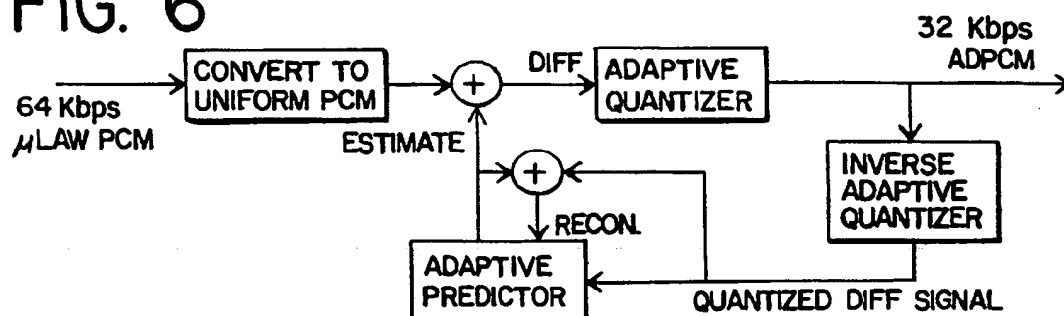 FIG. 6
32 Kbps
ADPCM
64 Kbps
μLAW PCM
CONVERT TO
UNIFORM PCM
+
DIFF
ADAPTIVE
QUANTIZER
ESTIMATE
+
RECON.
INVERSE
ADAPTIVE
QUANTIZER
ADAPTIVE
PREDICTOR
QUANTIZED DIFF SIGNAL